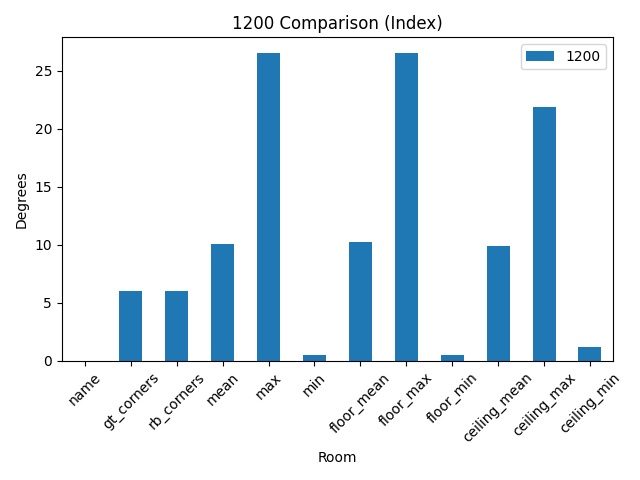 1200 Comparison (Index)
1200
Degrees
25
20
15
10
5
0
name
gt_corners
rb_corners
mean
max
min
floor_mean
floor_max
floor_min
ceiling_mean
ceiling_max
ceiling_min
Room